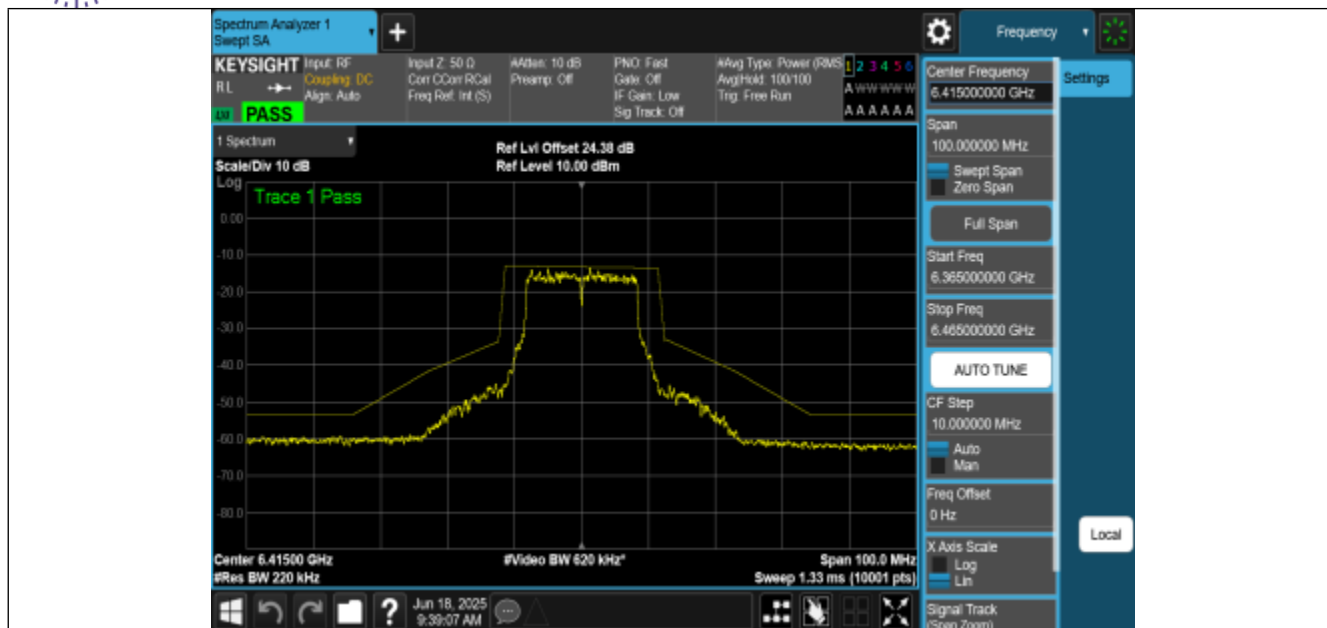 Spectrum Analyzer 1
Swept SA
+
Frequency
KEYSIGHT
RL
LXI
PASS
Input: RF
Coupling: DC
Align: Auto
Input Z: 50 Ω
Corr CCorr RCal
Freq Ref: Int (S)
#Atten: 10 dB
Preamp: Off
PNO: Fast
Gate: Off
IF Gain: Low
Sig Track: Off
#Avg Type: Power (RMS
Avg|Hold: 100/100
Trig: Free Run
1 2 3 4 5 6
A W W W W W
A A A A A A
1 Spectrum
Scale/Div 10 dB
Ref Lvl Offset 24.38 dB
Ref Level 10.00 dBm
Log
Trace 1 Pass
0.00
-10.0
-20.0
-30.0
-40.0
-50.0
-60.0
-70.0
-80.0
Center 6.41500 GHz
#Res BW 220 kHz
#Video BW 620 kHz*
Span 100.0 MHz
Sweep 1.33 ms (10001 pts)
Center Frequency
6.415000000 GHz
Settings
Span
100.000000 MHz
Swept Span
Zero Span
Full Span
Start Freq
6.365000000 GHz
Stop Freq
6.465000000 GHz
AUTO TUNE
CF Step
10.000000 MHz
Auto
Man
Freq Offset
0 Hz
X Axis Scale
Log
Lin
Local
Signal Track
(Span Zoom)
?
Jun 18, 2025
9:39:07 AM